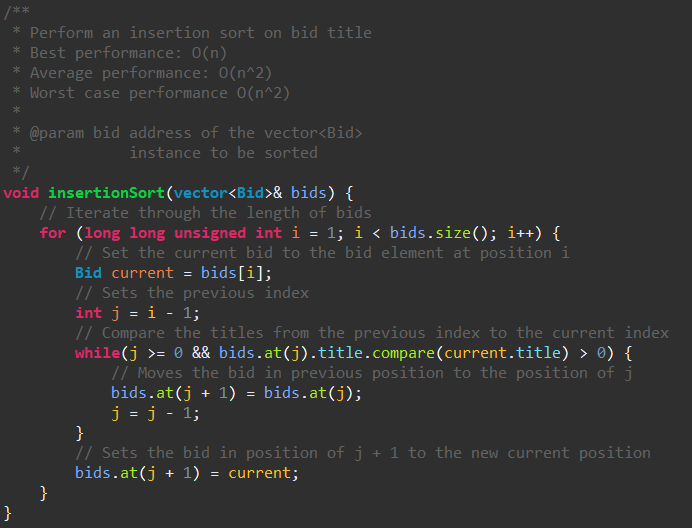 /**
 * Perform an insertion sort on bid title
 * Best performance: O(n)
 * Average performance: O(n^2)
 * Worst case performance O(n^2)
 *
 * @param bid address of the vector<Bid>
 *            instance to be sorted
 */
void insertionSort(vector<Bid>& bids) {
    // Iterate through the length of bids
    for (long long unsigned int i = 1; i < bids.size(); i++) {
        // Set the current bid to the bid element at position i
        Bid current = bids[i];
        // Sets the previous index
        int j = i - 1;
        // Compare the titles from the previous index to the current index
        while(j >= 0 && bids.at(j).title.compare(current.title) > 0) {
            // Moves the bid in previous position to the position of j
            bids.at(j + 1) = bids.at(j);
            j = j - 1;
        }
        // Sets the bid in position of j + 1 to the new current position
        bids.at(j + 1) = current;
    }
}